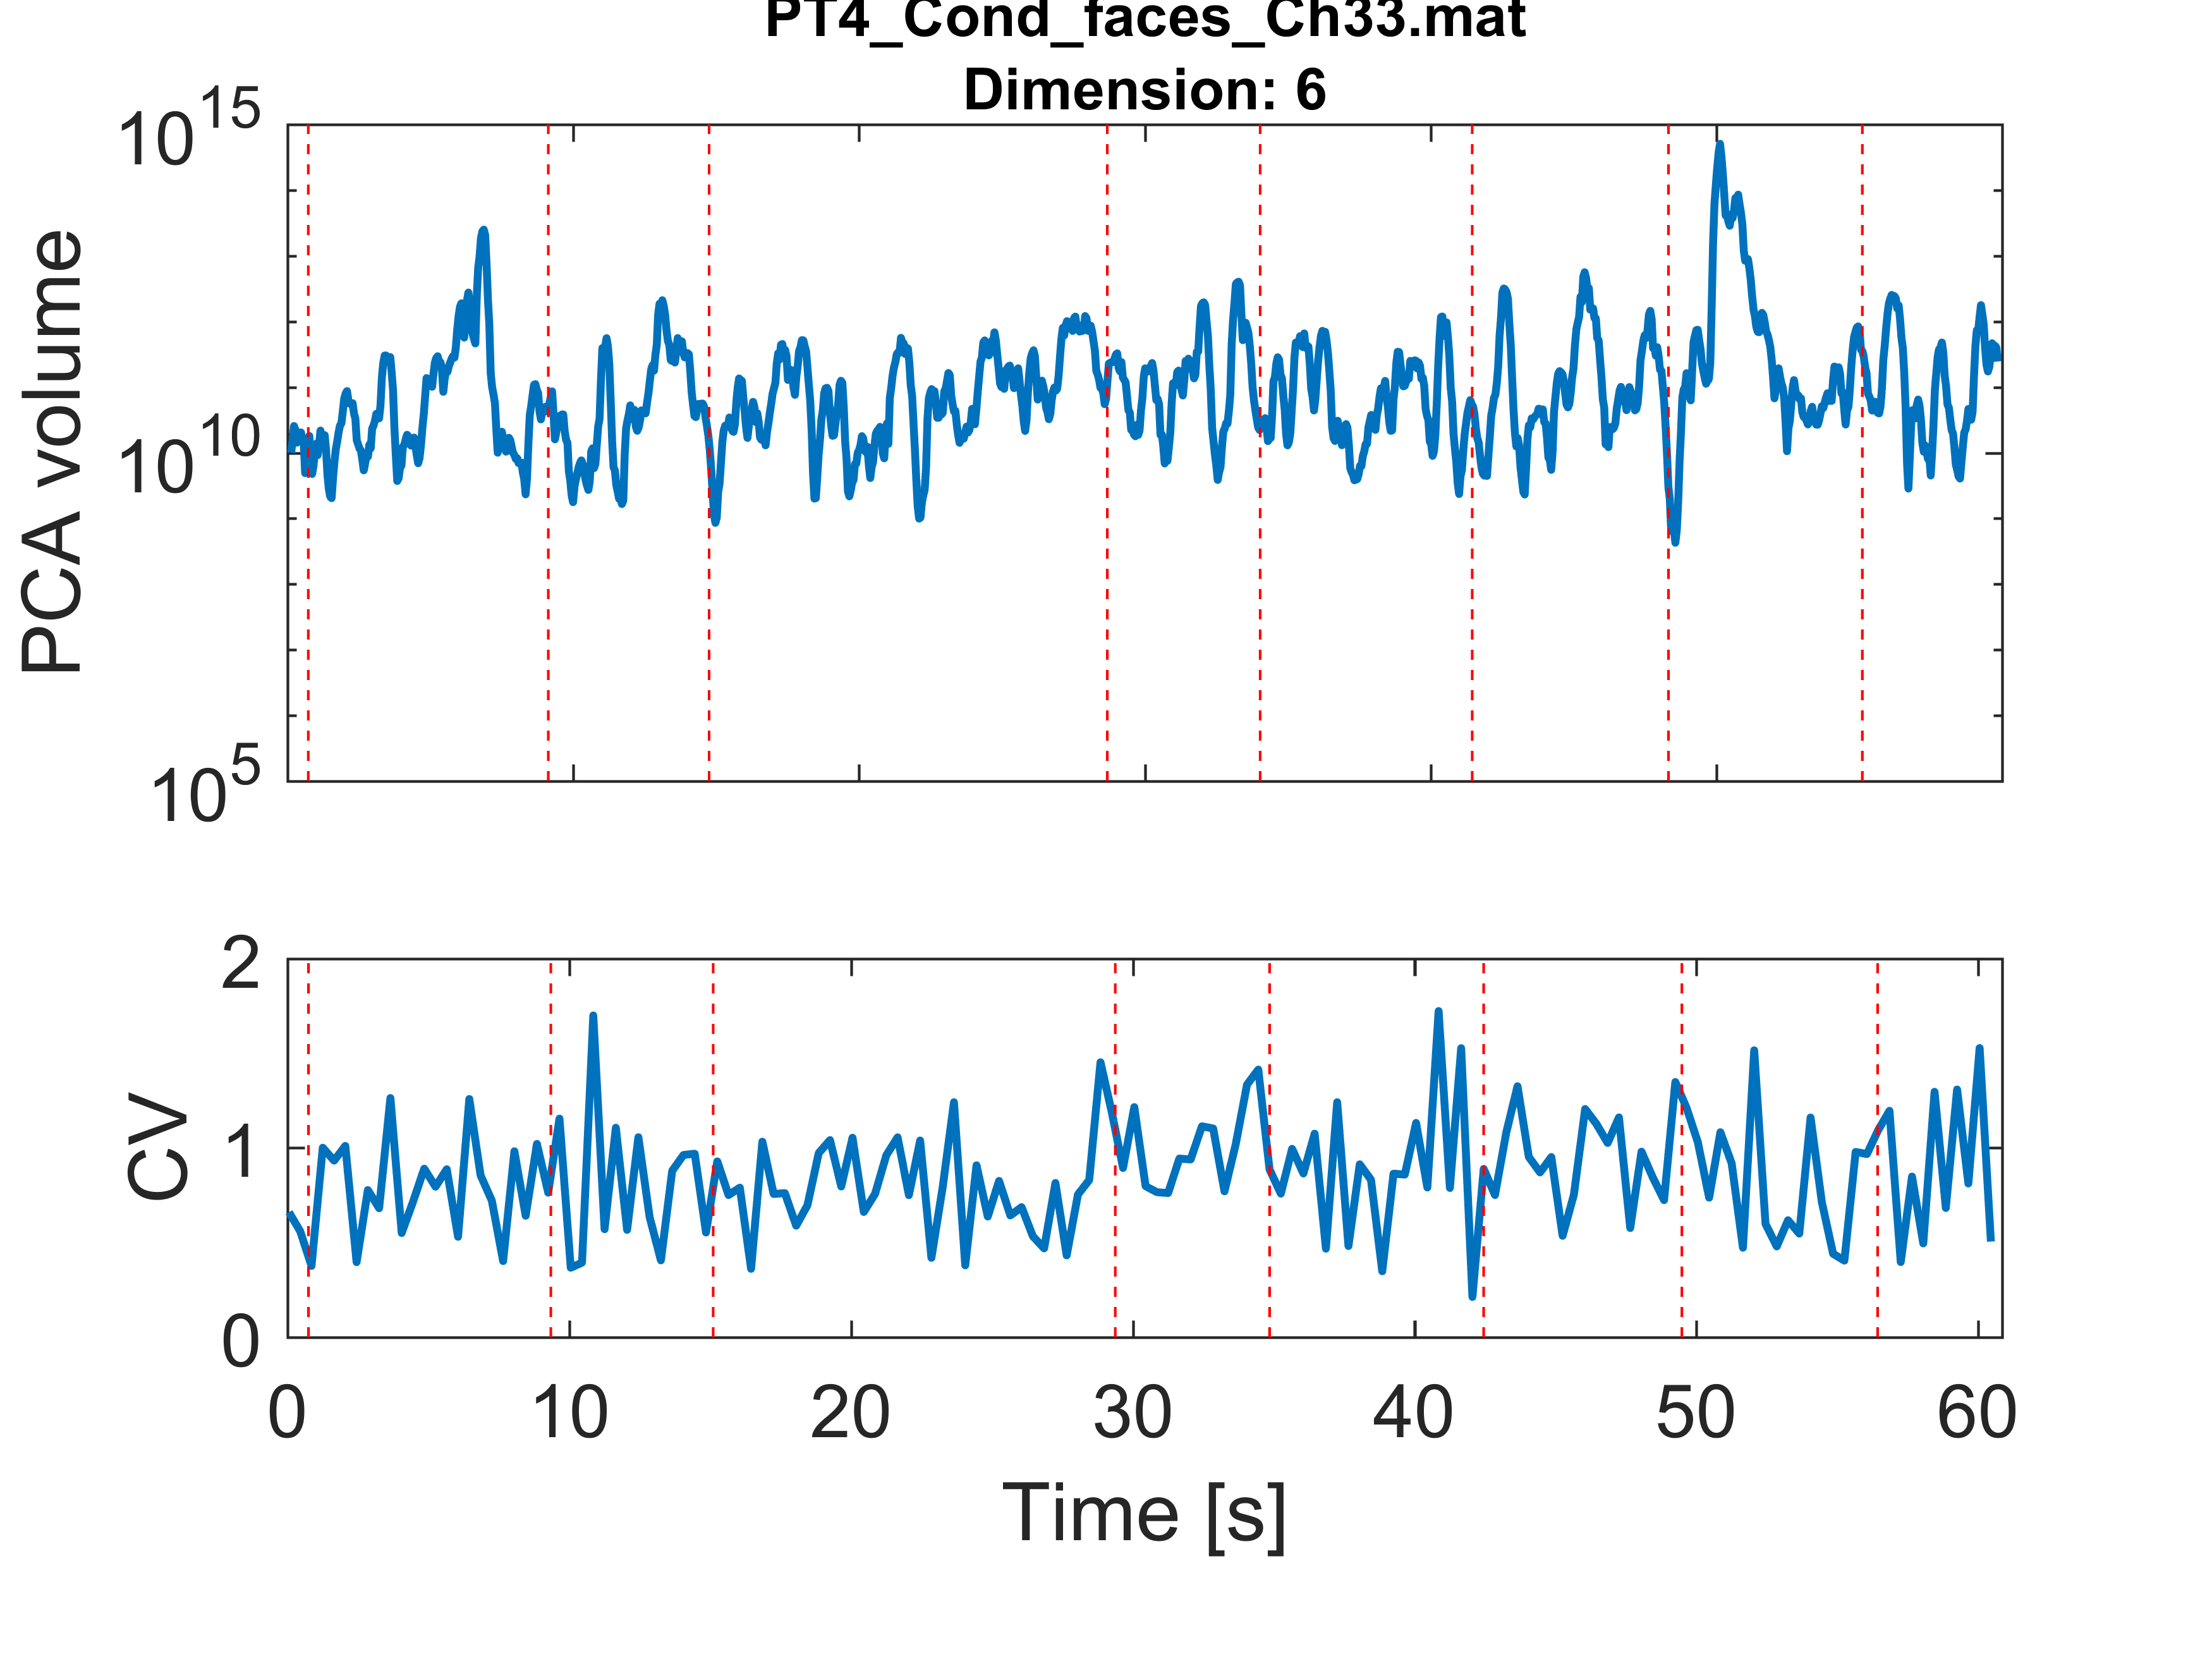 PT4_Cond_faces_Ch33.mat
Dimension: 6
10^15
10^10
10^5
PCA volume
2
1
0
CV
0 10 20 30 40 50 60
Time [s]